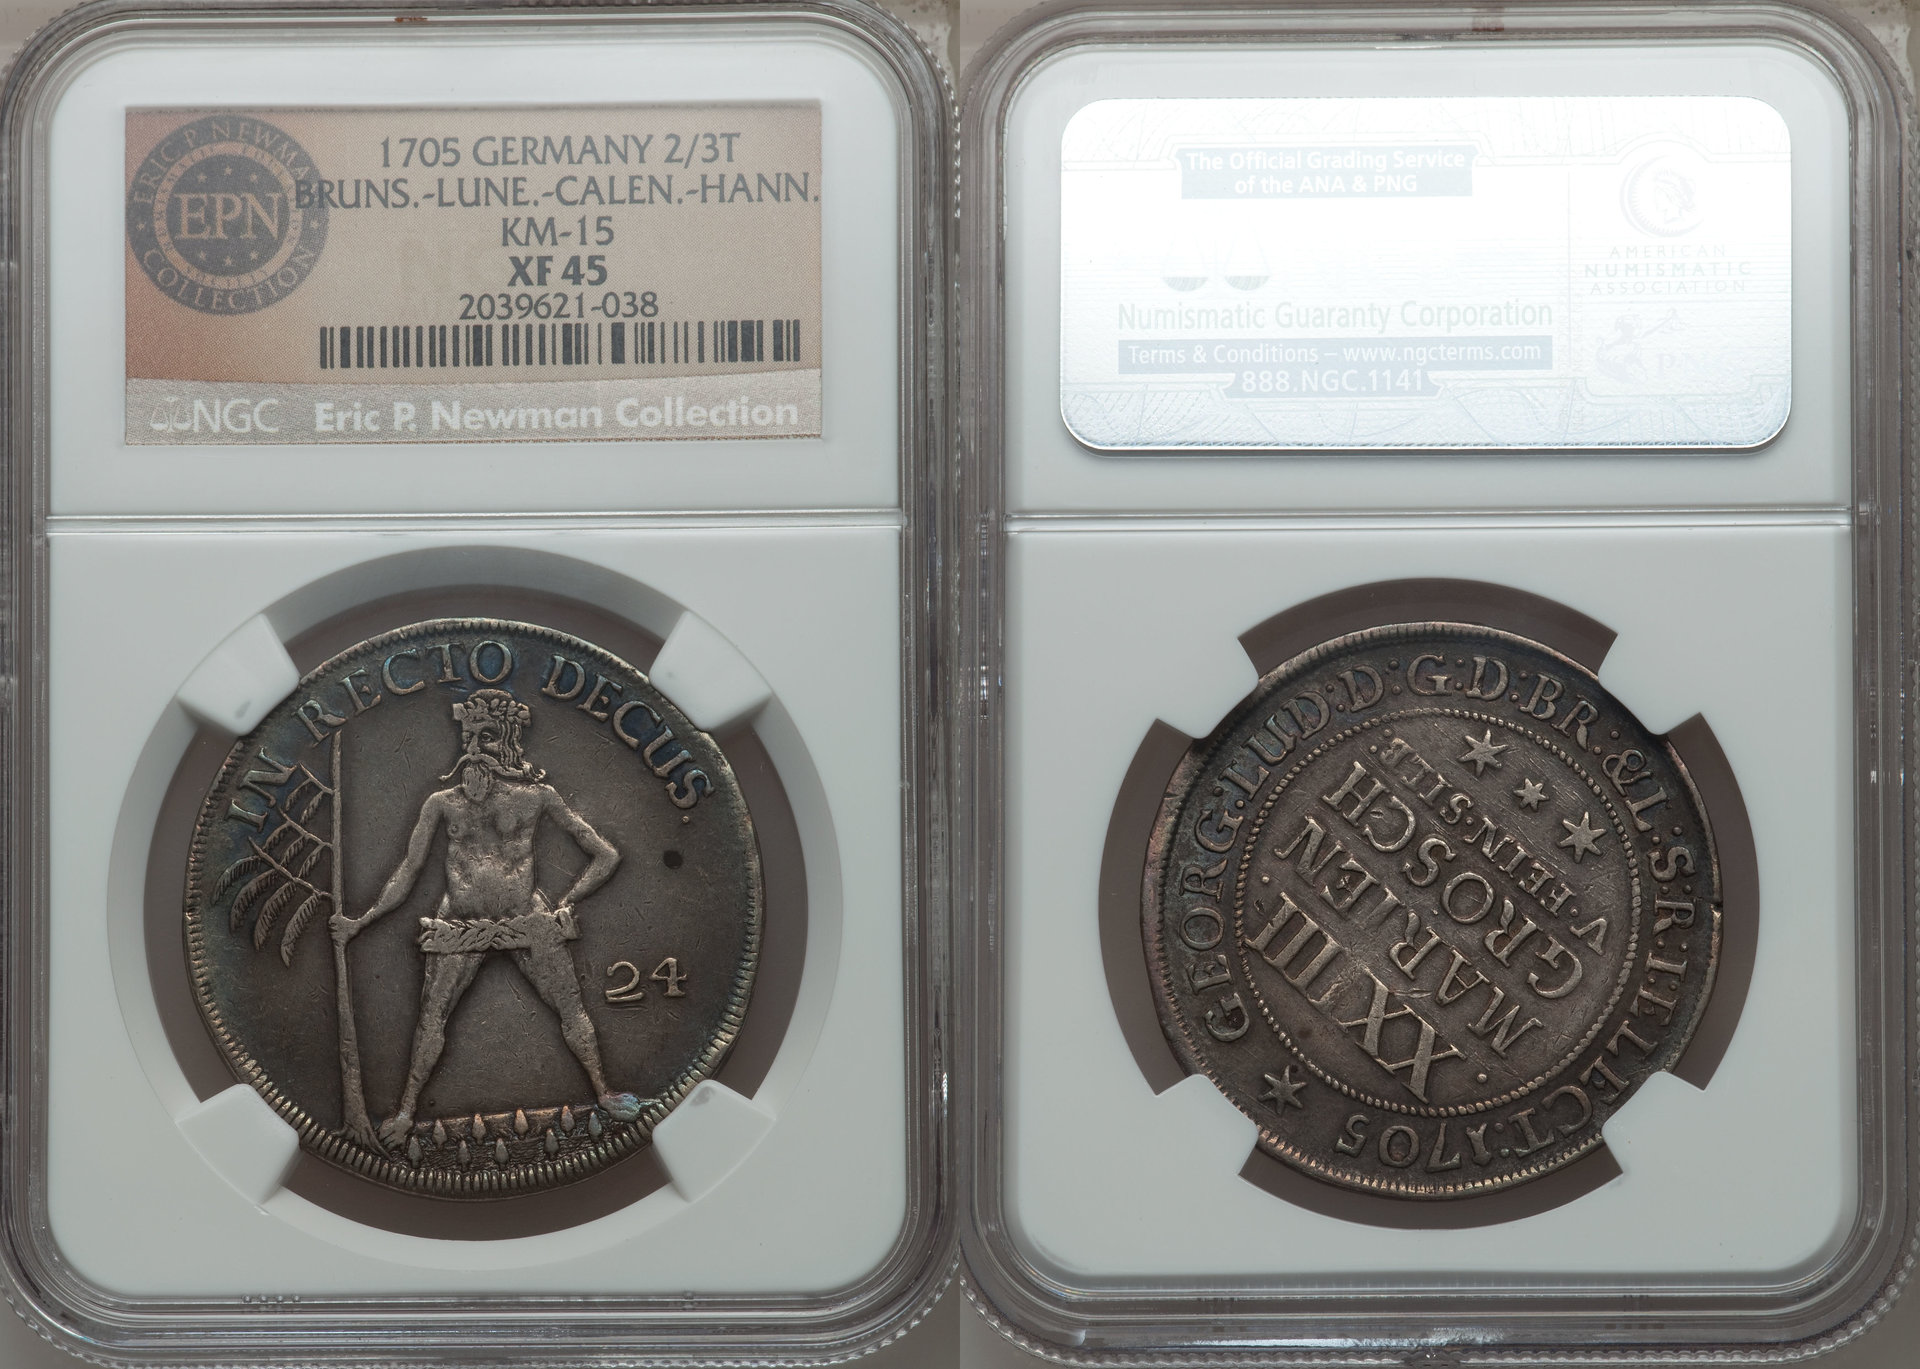 ERIC P. NEWMAN
COLLECTION
EPN
1705 GERMANY 2/3T
BRUNS.-LUNE.-CALEN.-HANN.
KM-15
XF 45
2039621-038
NGC Eric P. Newman Collection
IN RECTO DECUS.
24
The Official Grading Service
of the ANA & PNG
AMERICAN
NUMISMATIC
ASSOCIATION
Numismatic Guaranty Corporation
Terms & Conditions – www.ngcterms.com
888.NGC.1141
GEORG:LUD:D:G:D:BR:&L:S:R:I:ELECT:1705
XXIIII
MARIEN
GROSCH
V.FEIN.SILB: